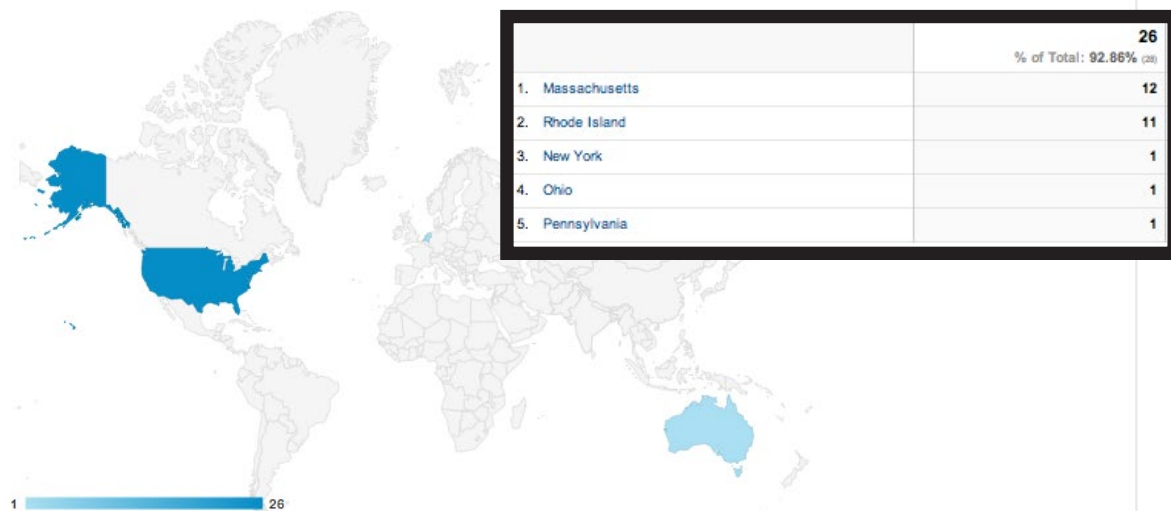 26
% of Total: 92.86% (28)
1. Massachusetts 12
2. Rhode Island 11
3. New York 1
4. Ohio 1
5. Pennsylvania 1
1 26